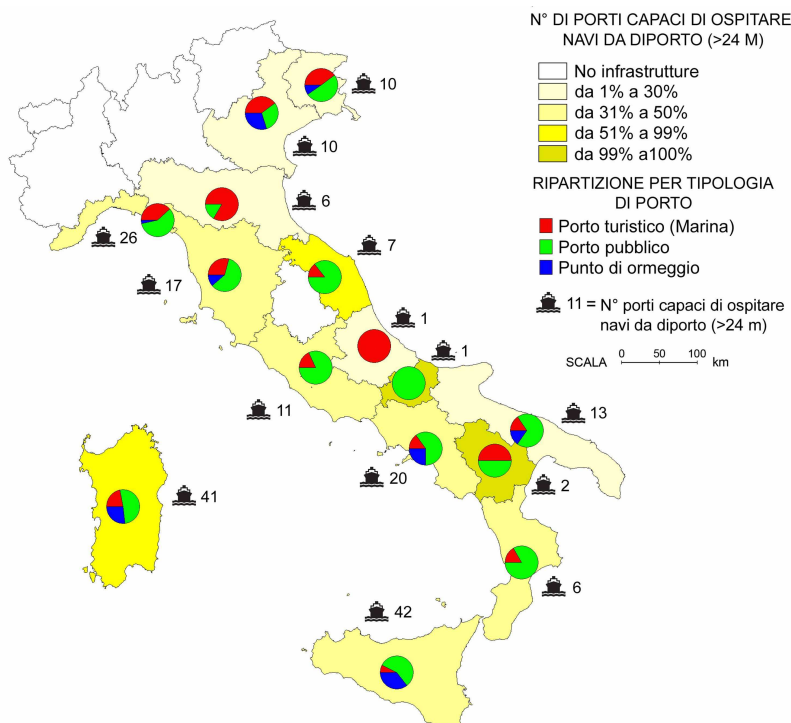 N° DI PORTI CAPACI DI OSPITARE
NAVI DA DIPORTO (>24 M)
No infrastrutture
da 1% a 30%
da 31% a 50%
da 51% a 99%
da 99% a100%
RIPARTIZIONE PER TIPOLOGIA
DI PORTO
Porto turistico (Marina)
Porto pubblico
Punto di ormeggio
11 = N° porti capaci di ospitare
navi da diporto (>24 m)
SCALA 0 50 100 km
10
10
6
26
7
17
1
1
11
13
20
2
41
6
42